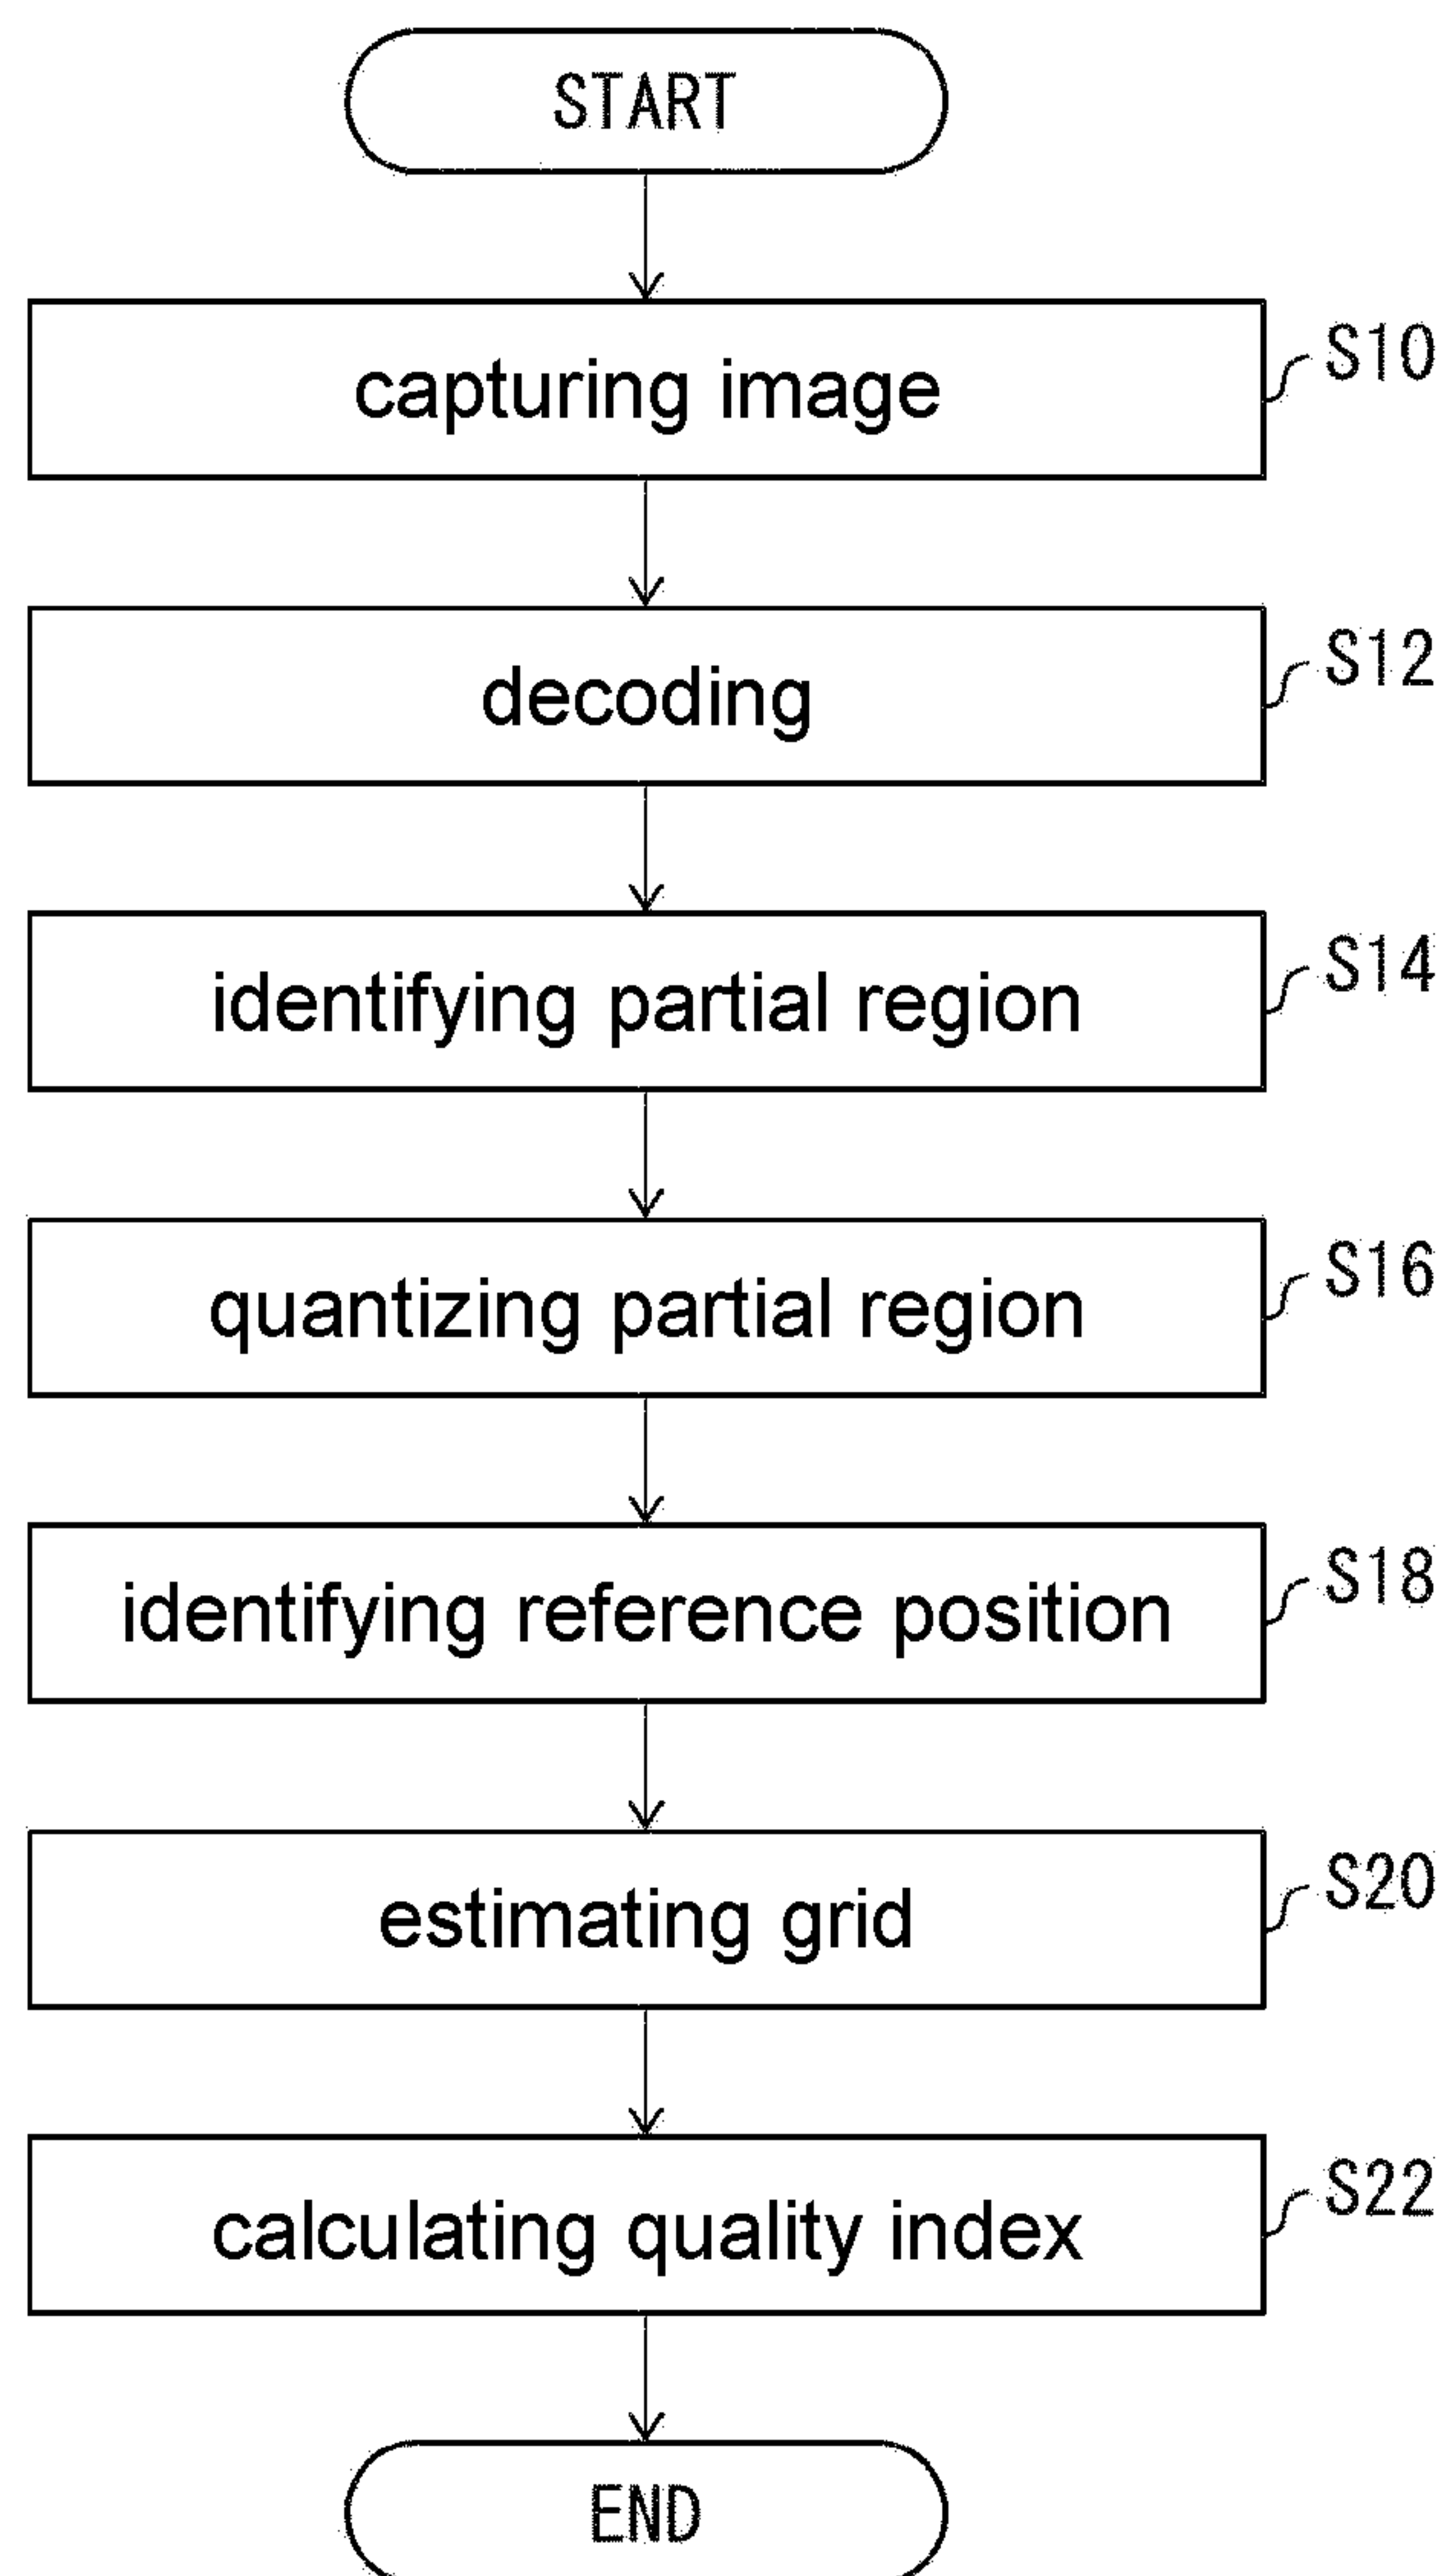 START
capturing image
S10
decoding
S12
identifying partial region
S14
quantizing partial region
S16
identifying reference position
S18
estimating grid
S20
calculating quality index
S22
END